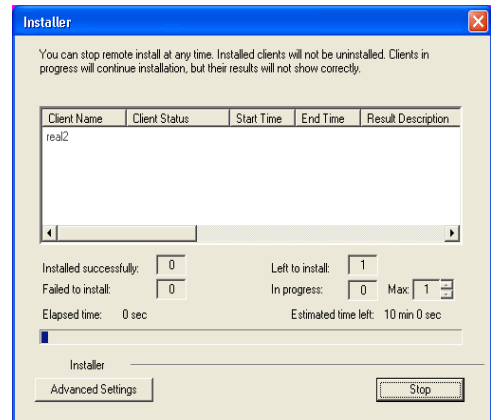 Installer
You can stop remote install at any time. Installed clients will not be uninstalled. Clients in
progress will continue installation, but their results will not show correctly.
Client Name Client Status Start Time End Time Result Description
real2
Installed successfully: 0 Left to install: 1
Failed to install: 0 In progress: 0 Max: 1
Elapsed time: 0 sec Estimated time left: 10 min 0 sec
Installer
Advanced Settings Stop